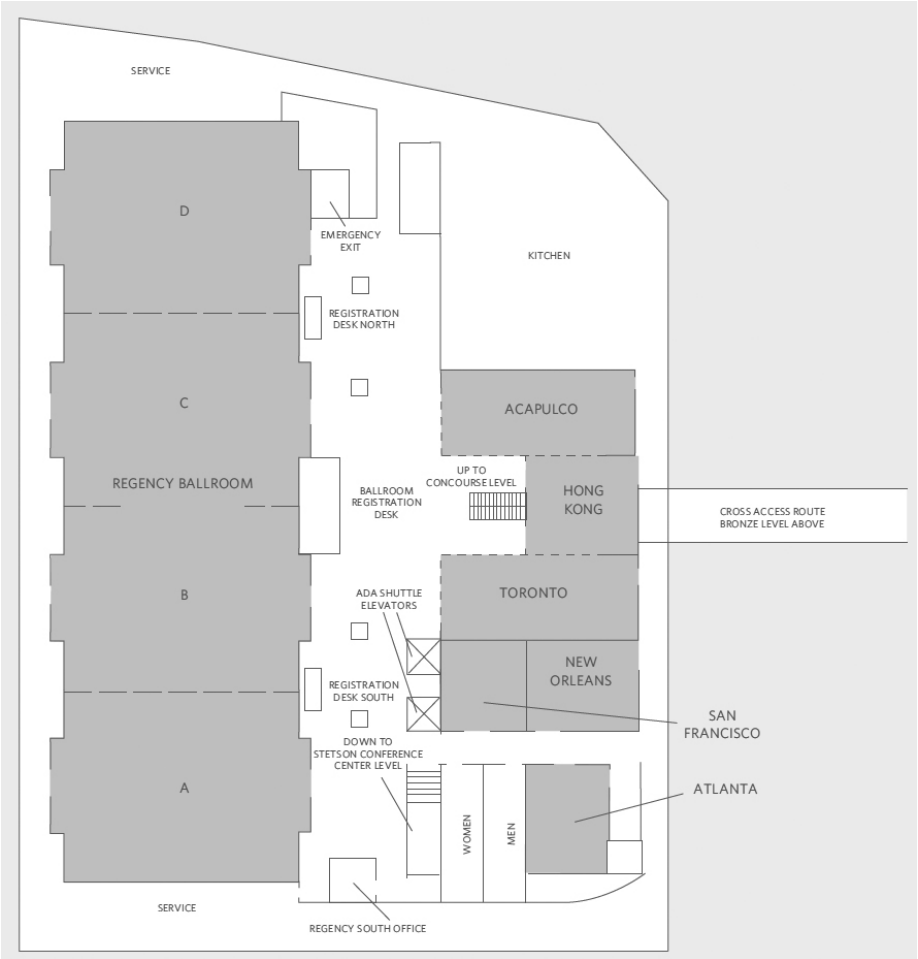 SERVICE
D
EMERGENCY
EXIT
KITCHEN
REGISTRATION
DESK NORTH
C
ACAPULCO
REGENCY BALLROOM
UP TO
CONCOURSE LEVEL
BALLROOM
REGISTRATION
DESK
HONG
KONG
CROSS ACCESS ROUTE
BRONZE LEVEL ABOVE
B
ADA SHUTTLE
ELEVATORS
TORONTO
REGISTRATION
DESK SOUTH
NEW
ORLEANS
SAN
FRANCISCO
DOWN TO
STETSON CONFERENCE
CENTER LEVEL
A
ATLANTA
WOMEN
MEN
SERVICE
REGENCY SOUTH OFFICE